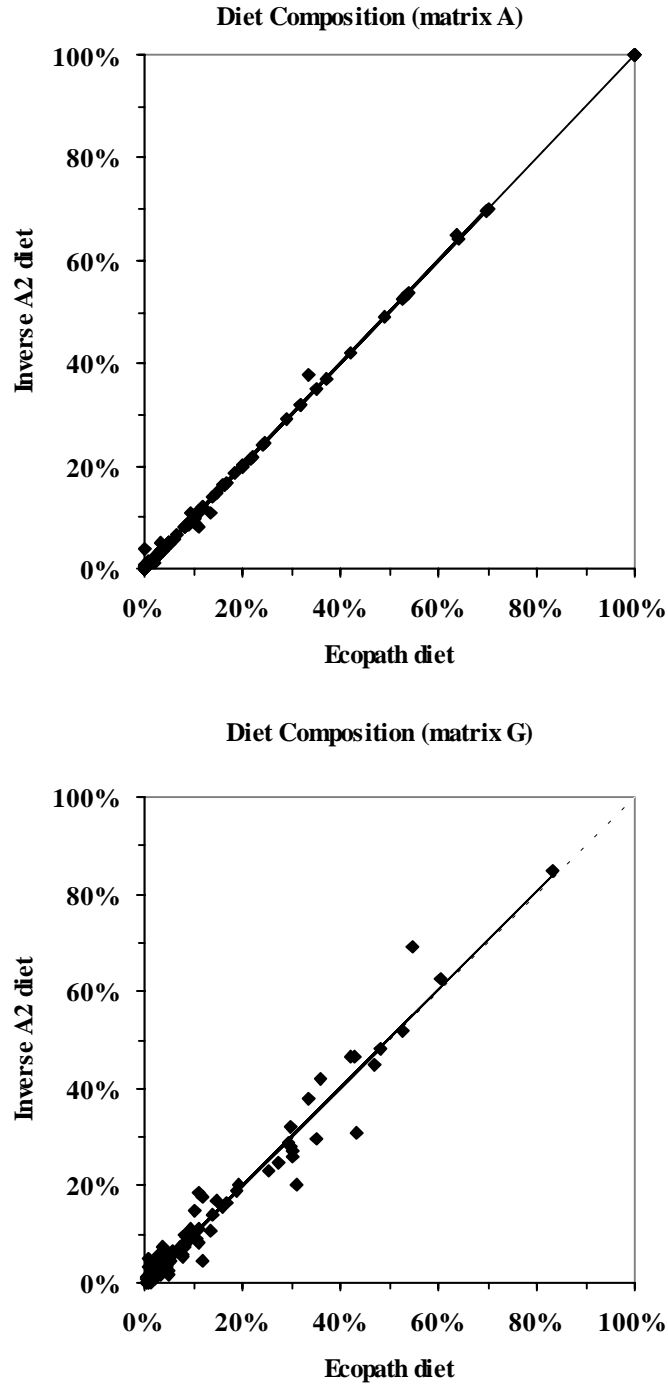 Diet Composition (matrix A)
100%
80%
60%
40%
20%
0%
Inverse A2 diet
0% 20% 40% 60% 80% 100%
Ecopath diet
Diet Composition (matrix G)
100%
80%
60%
40%
20%
0%
Inverse A2 diet
0% 20% 40% 60% 80% 100%
Ecopath diet